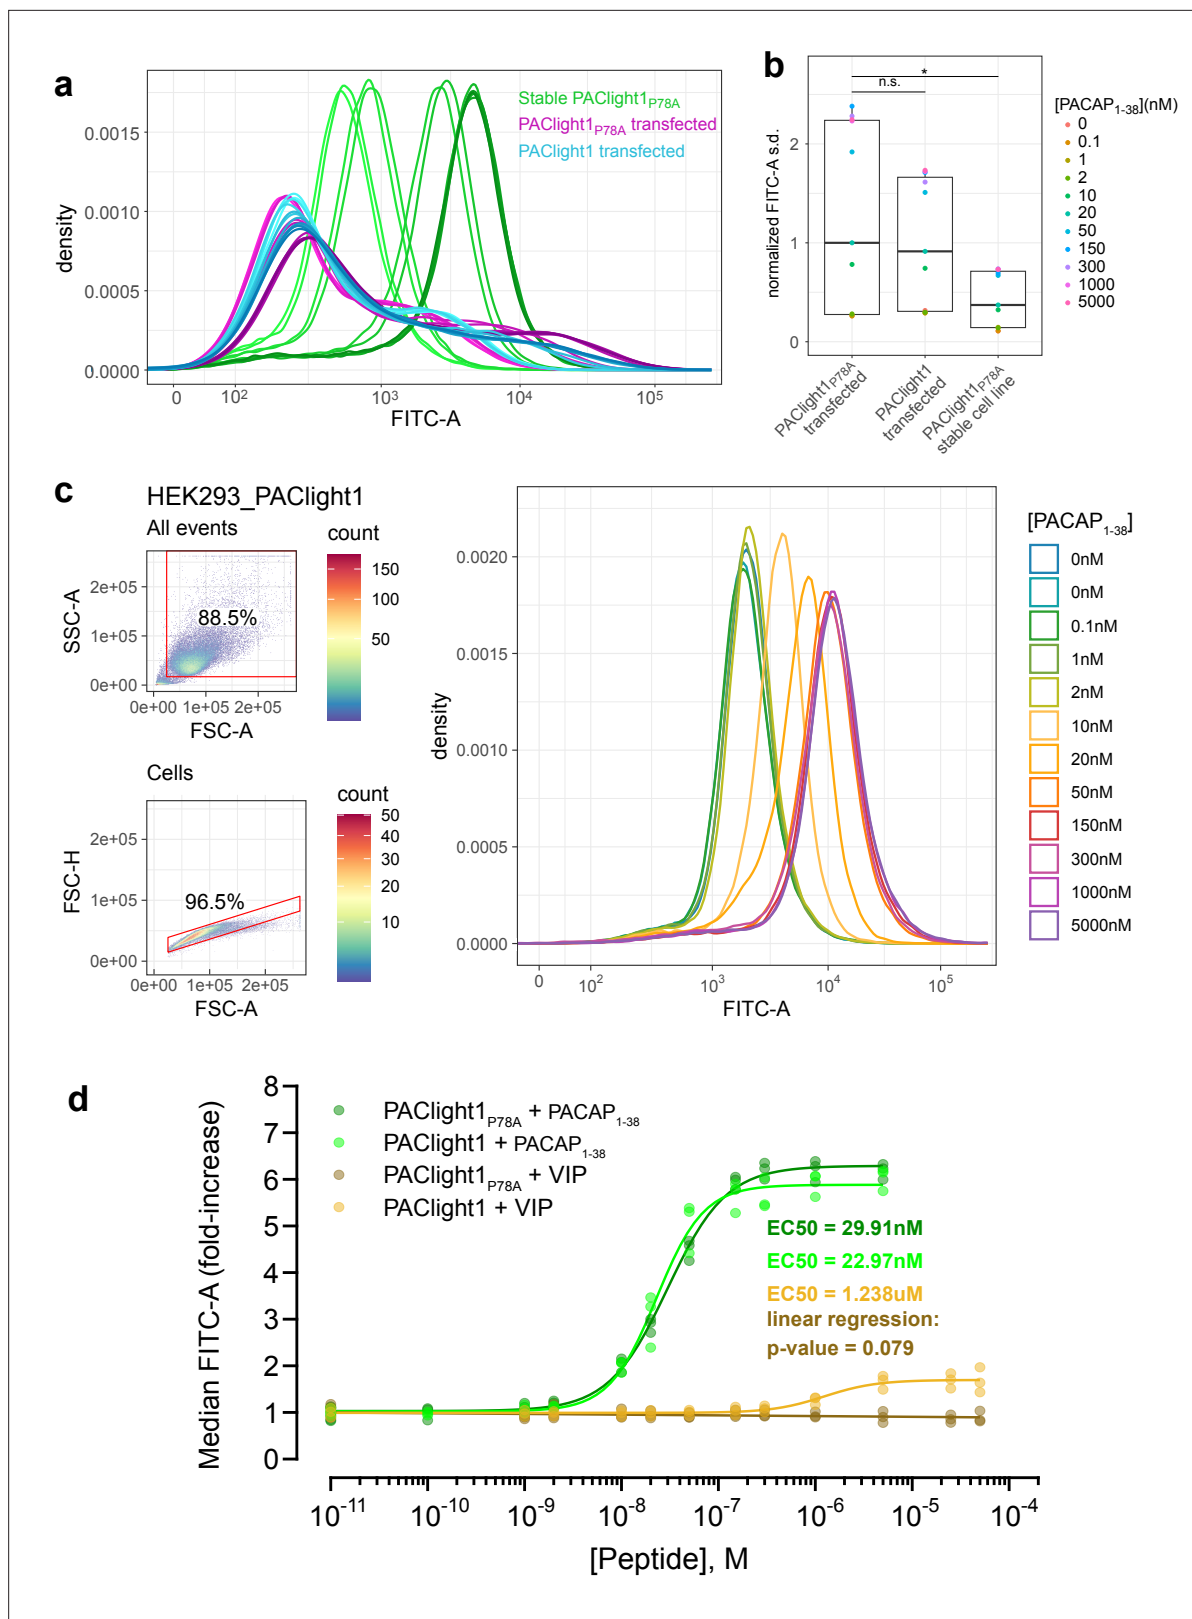 a
Stable PAClight1P78A
PAClight1P78A transfected
PAClight1 transfected
0.0015
0.0010
0.0005
0.0000
density
0
10²
10³
10⁴
10⁵
FITC-A
b
*
n.s.
2
1
0
normalized FITC-A s.d.
PAClight1P78A
transfected
PAClight1
transfected
PAClight1P78A
stable cell line
[PACAP1-38](nM)
0
0.1
1
2
10
20
50
150
300
1000
5000
c
HEK293_PAClight1
All events
88.5%
2e+05
1e+05
0e+00
SSC-A
0e+00 1e+05 2e+05
FSC-A
count
150
100
50
Cells
96.5%
2e+05
1e+05
0e+00
FSC-H
0e+00 1e+05 2e+05
FSC-A
count
50
40
30
20
10
0.0020
0.0015
0.0010
0.0005
0.0000
density
0
10²
10³
10⁴
10⁵
FITC-A
[PACAP1-38]
0nM
0nM
0.1nM
1nM
2nM
10nM
20nM
50nM
150nM
300nM
1000nM
5000nM
d
8
7
6
5
4
3
2
1
0
Median FITC-A (fold-increase)
PAClight1P78A + PACAP1-38
PAClight1 + PACAP1-38
PAClight1P78A + VIP
PAClight1 + VIP
EC50 = 29.91nM
EC50 = 22.97nM
EC50 = 1.238uM
linear regression:
p-value = 0.079
10⁻¹¹ 10⁻¹⁰ 10⁻⁹ 10⁻⁸ 10⁻⁷ 10⁻⁶ 10⁻⁵ 10⁻⁴
[Peptide], M